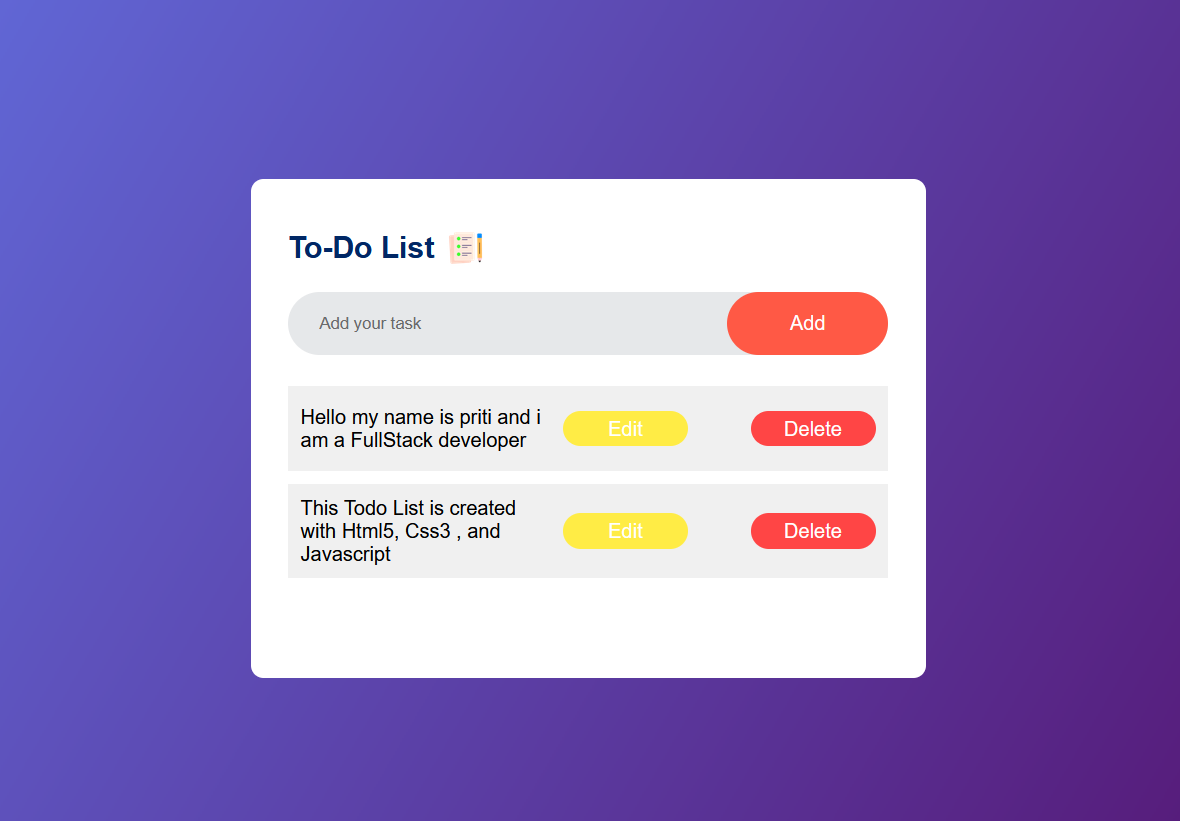 To-Do List
Add your task
Add
Hello my name is priti and i
am a FullStack developer
Edit
Delete
This Todo List is created
with Html5, Css3 , and
Javascript
Edit
Delete